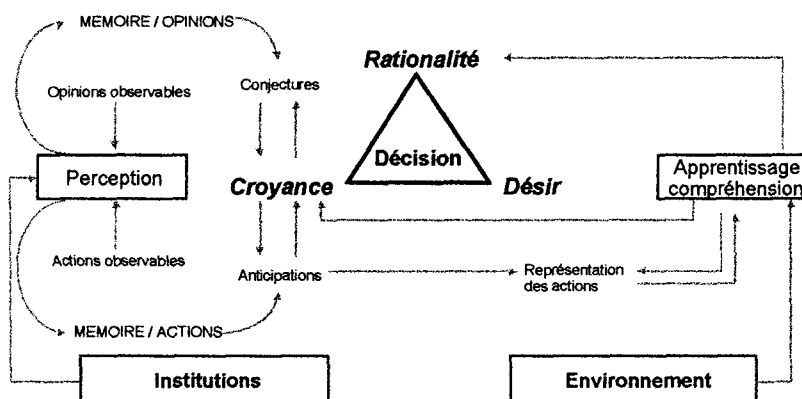 MEMOIRE / OPINIONS
Rationalité
Conjectures
Opinions observables
Décision
Perception
Croyance
Désir
Apprentissage
compréhension
Actions observables
Anticipations
Représentation
des actions
MEMOIRE / ACTIONS
Institutions
Environnement